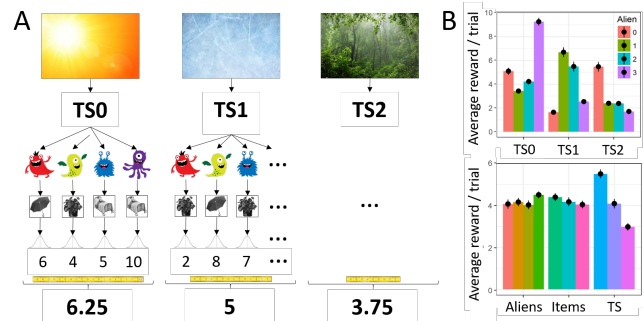 A
TS0
TS1
TS2
...
...
...
...
...
6
4
5
10
2
8
7
...
6.25
5
3.75
B
Average reward / trial
10
8
6
4
2
0
Alien
0
1
2
3
TS0
TS1
TS2
Average reward / trial
6
4
2
0
Aliens
Items
TS